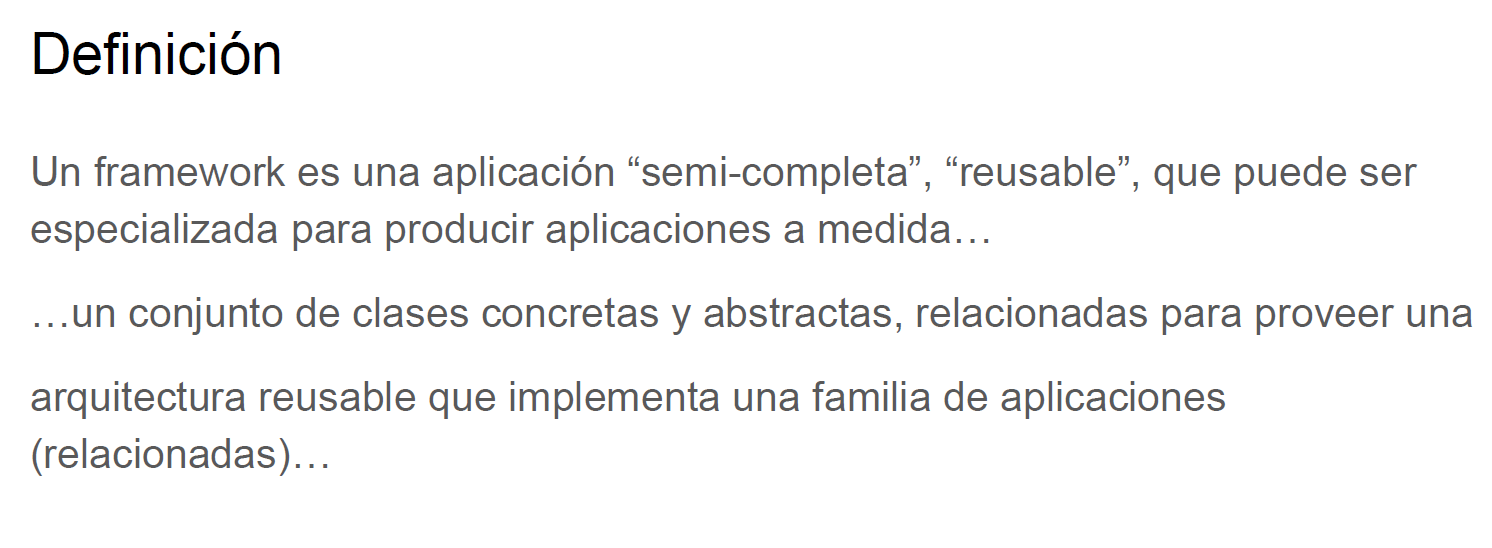 Definición
Un framework es una aplicación “semi-completa”, “reusable”, que puede ser
especializada para producir aplicaciones a medida…
…un conjunto de clases concretas y abstractas, relacionadas para proveer una
arquitectura reusable que implementa una familia de aplicaciones
(relacionadas)…